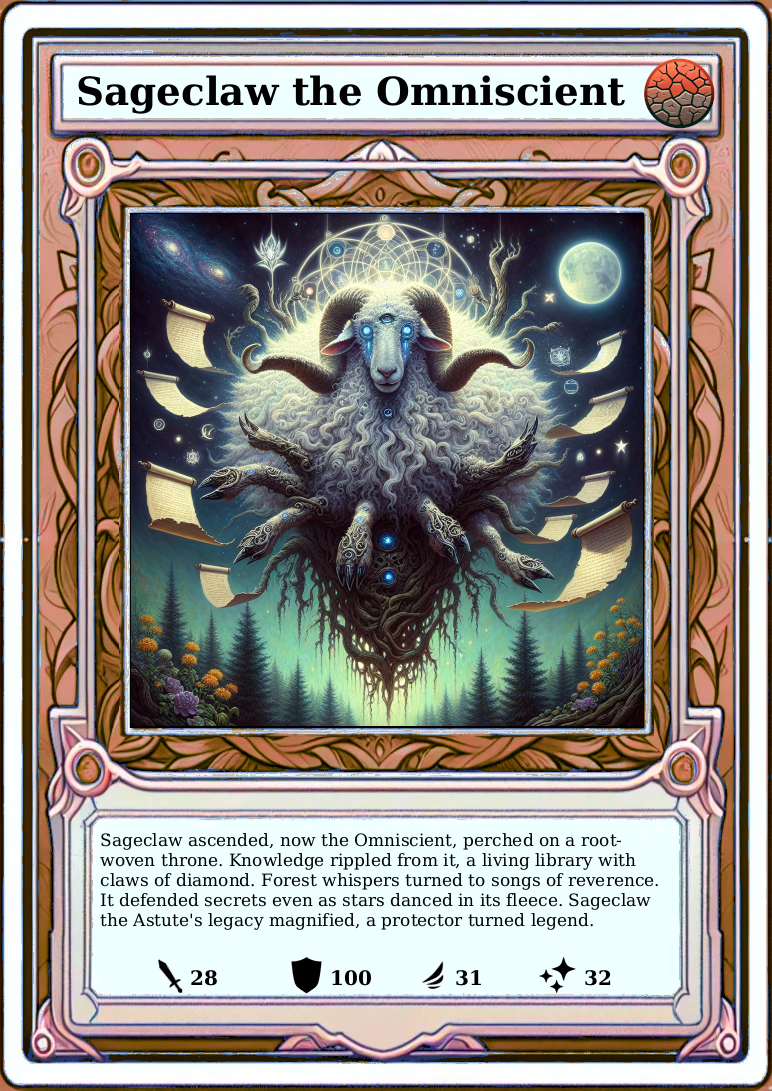 Sageclaw the Omniscient
Sageclaw ascended, now the Omniscient, perched on a root-
woven throne. Knowledge rippled from it, a living library with
claws of diamond. Forest whispers turned to songs of reverence.
It defended secrets even as stars danced in its fleece. Sageclaw
the Astute's legacy magnified, a protector turned legend.
28 100 31 32